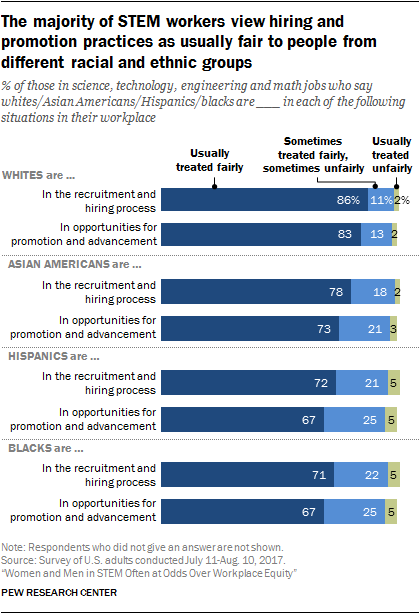 The majority of STEM workers view hiring and
promotion practices as usually fair to people from
different racial and ethnic groups
% of those in science, technology, engineering and math jobs who say
whites/Asian Americans/Hispanics/blacks are ____ in each of the following
situations in their workplace
Usually
treated fairly
Sometimes
treated fairly,
sometimes unfairly
Usually
treated
unfairly
WHITES are ...
In the recruitment and
hiring process
86% 11% 2%
In opportunities for
promotion and advancement
83 13 2
ASIAN AMERICANS are ...
In the recruitment and
hiring process
78 18 2
In opportunities for
promotion and advancement
73 21 3
HISPANICS are ...
In the recruitment and
hiring process
72 21 5
In opportunities for
promotion and advancement
67 25 5
BLACKS are ...
In the recruitment and
hiring process
71 22 5
In opportunities for
promotion and advancement
67 25 5
Note: Respondents who did not give an answer are not shown.
Source: Survey of U.S. adults conducted July 11-Aug. 10, 2017.
“Women and Men in STEM Often at Odds Over Workplace Equity”
PEW RESEARCH CENTER